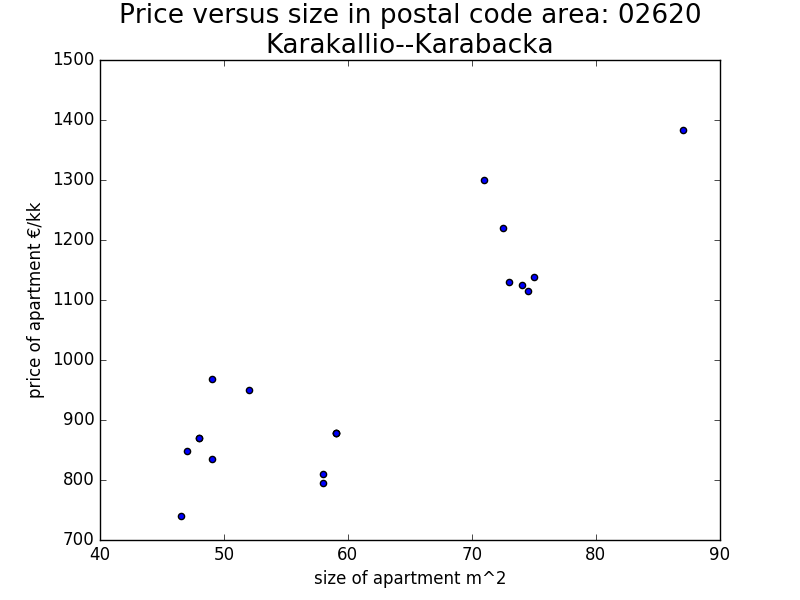 Price versus size in postal code area: 02620
Karakallio--Karabacka
1500
1400
1300
1200
1100
1000
900
800
700
price of apartment €/kk
40 50 60 70 80 90
size of apartment m^2